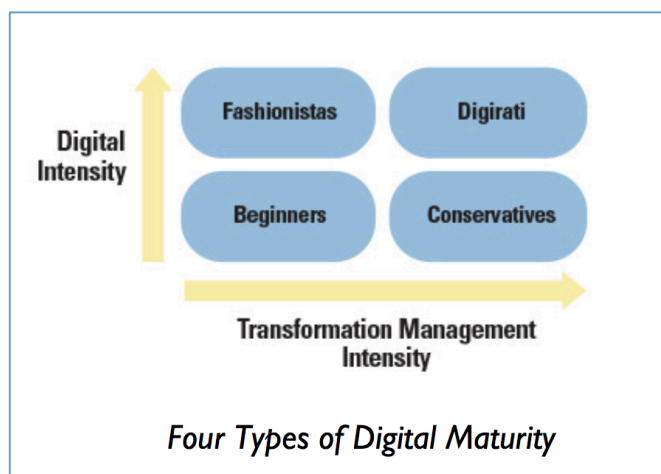 Fashionistas
Digirati
Digital
Intensity
Beginners
Conservatives
Transformation Management
Intensity
Four Types of Digital Maturity